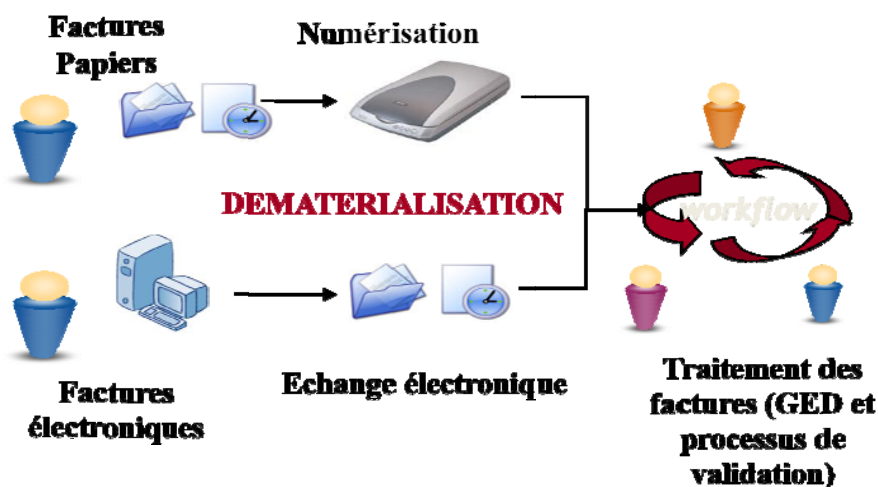 Factures
Papiers
Numérisation
DEMATERIALISATION
workflow
Factures
électroniques
Echange électronique
Traitement des
factures (GED et
processus de
validation)